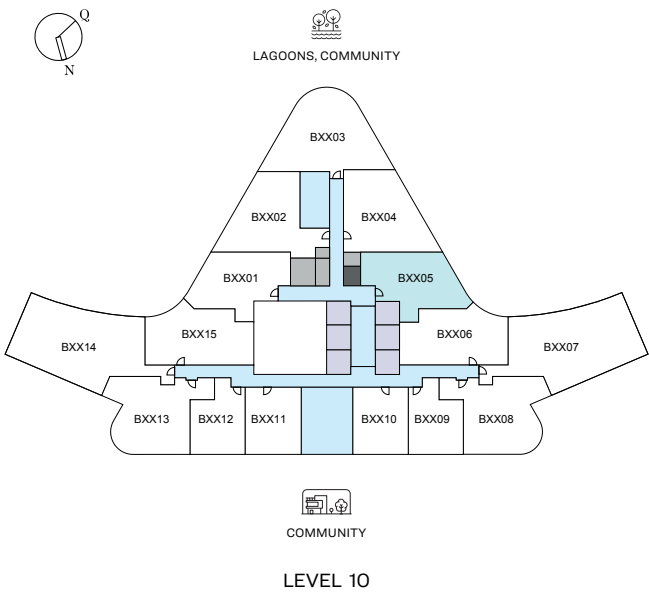 Q
N
LAGOONS, COMMUNITY
BXX03
BXX02
BXX04
BXX01
BXX05
BXX15
BXX06
BXX14
BXX07
BXX13
BXX12
BXX11
BXX10
BXX09
BXX08
COMMUNITY
LEVEL 10